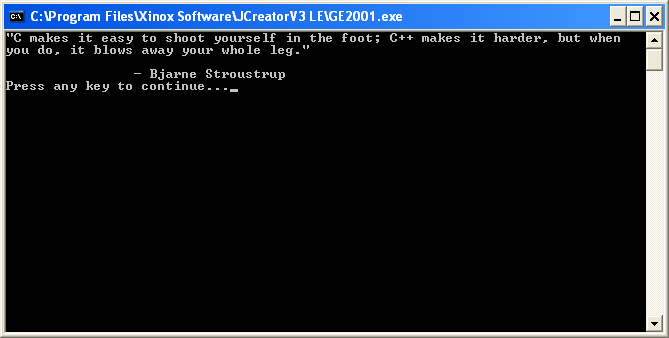 C:\Program Files\Xinox Software\JCreatorV3 LE\GE2001.exe
"C makes it easy to shoot yourself in the foot; C++ makes it harder, but when
you do, it blows away your whole leg."
- Bjarne Stroustrup
Press any key to continue..._